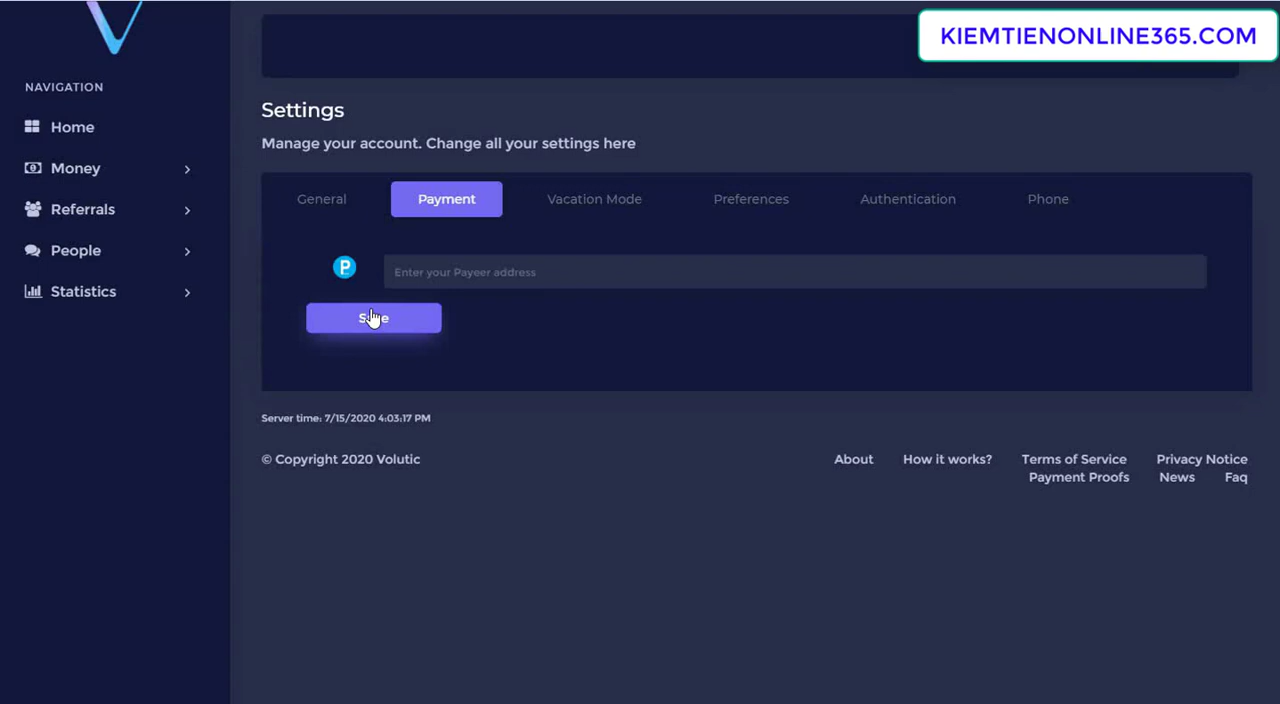 KIEMTIENONLINE365.COM
NAVIGATION
Home
Money
Referrals
People
Statistics
Settings
Manage your account. Change all your settings here
General Payment Vacation Mode Preferences Authentication Phone
P
Enter your Payeer address
Server time: 7/15/2020 4:03:17 PM
© Copyright 2020 Volutic
About How it works? Terms of Service Privacy Notice
Payment Proofs News Faq